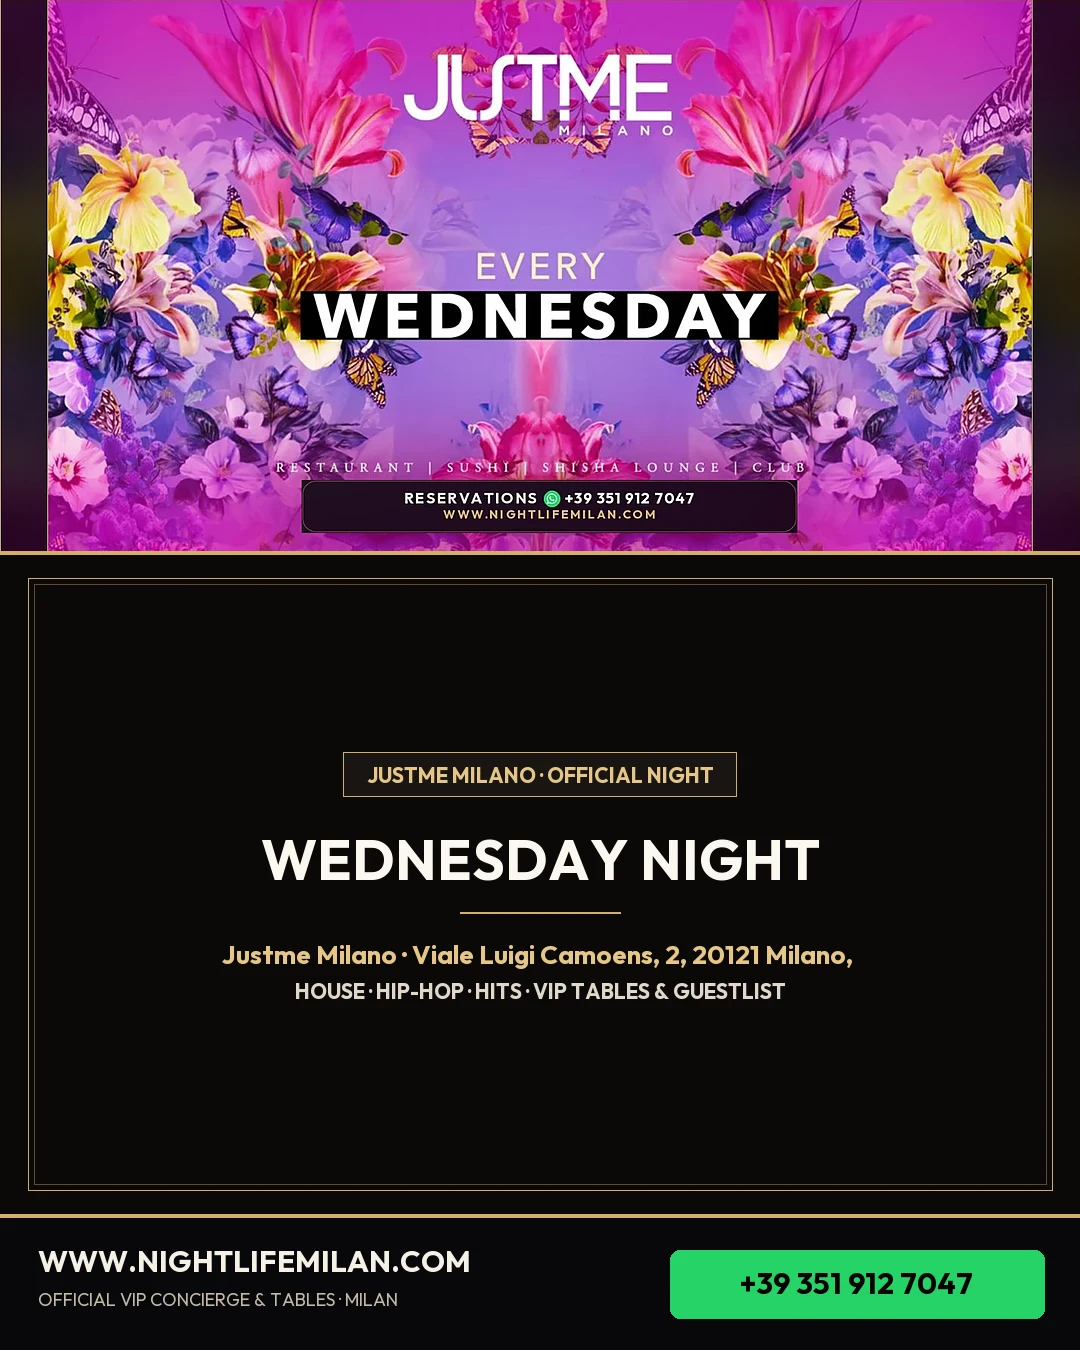 JUSTME
MILANO
EVERY
WEDNESDAY
RESTAURANT | SUSHI | SHISHA LOUNGE | CLUB
RESERVATIONS +39 351 912 7047
WWW.NIGHTLIFEMILAN.COM
JUSTME MILANO · OFFICIAL NIGHT
WEDNESDAY NIGHT
Justme Milano · Viale Luigi Camoens, 2, 20121 Milano,
HOUSE · HIP-HOP · HITS · VIP TABLES & GUESTLIST
WWW.NIGHTLIFEMILAN.COM
OFFICIAL VIP CONCIERGE & TABLES · MILAN
+39 351 912 7047